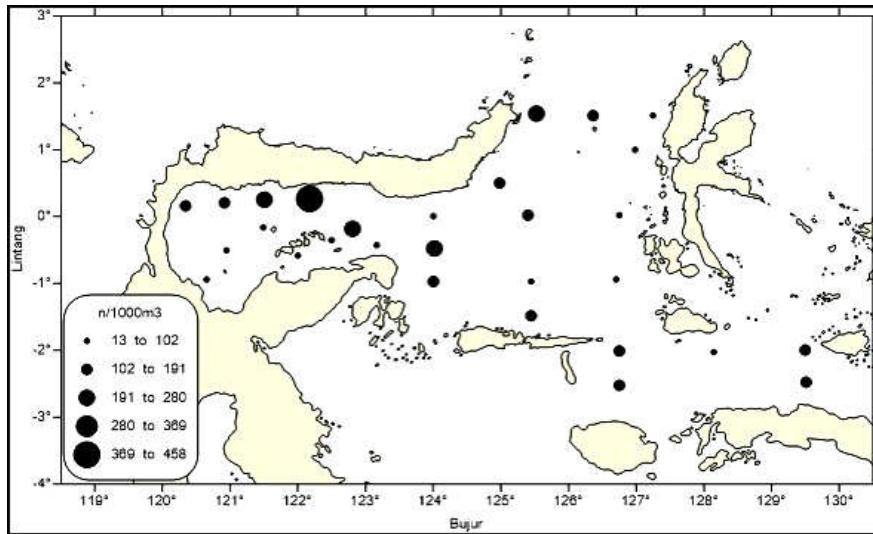 3°
2°
1°
0°
-1°
-2°
-3°
-4°
Lintang
n/1000m3
13 to 102
102 to 191
191 to 280
280 to 369
369 to 458
119° 120° 121° 122° 123° 124° 125° 126° 127° 128° 129° 130°
Bujur